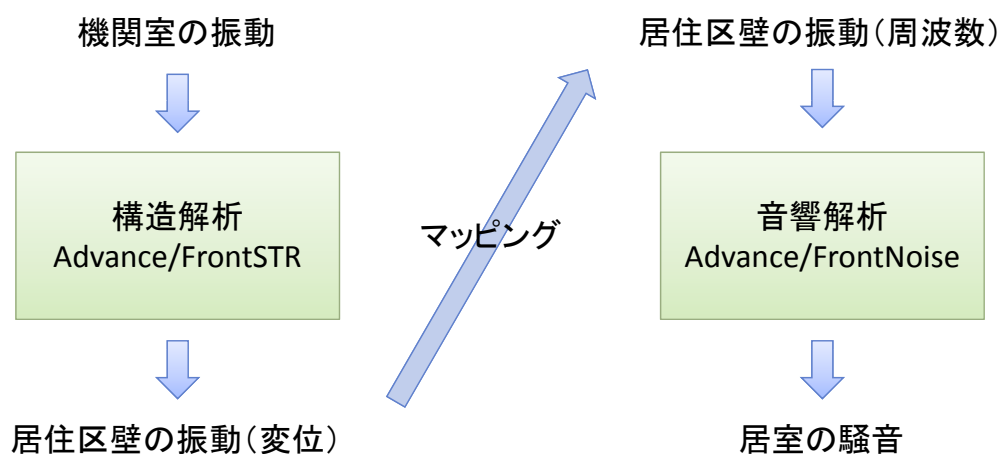 機関室の振動
構造解析
Advance/FrontSTR
居住区壁の振動（変位）
マッピング
居住区壁の振動（周波数）
音響解析
Advance/FrontNoise
居室の騒音